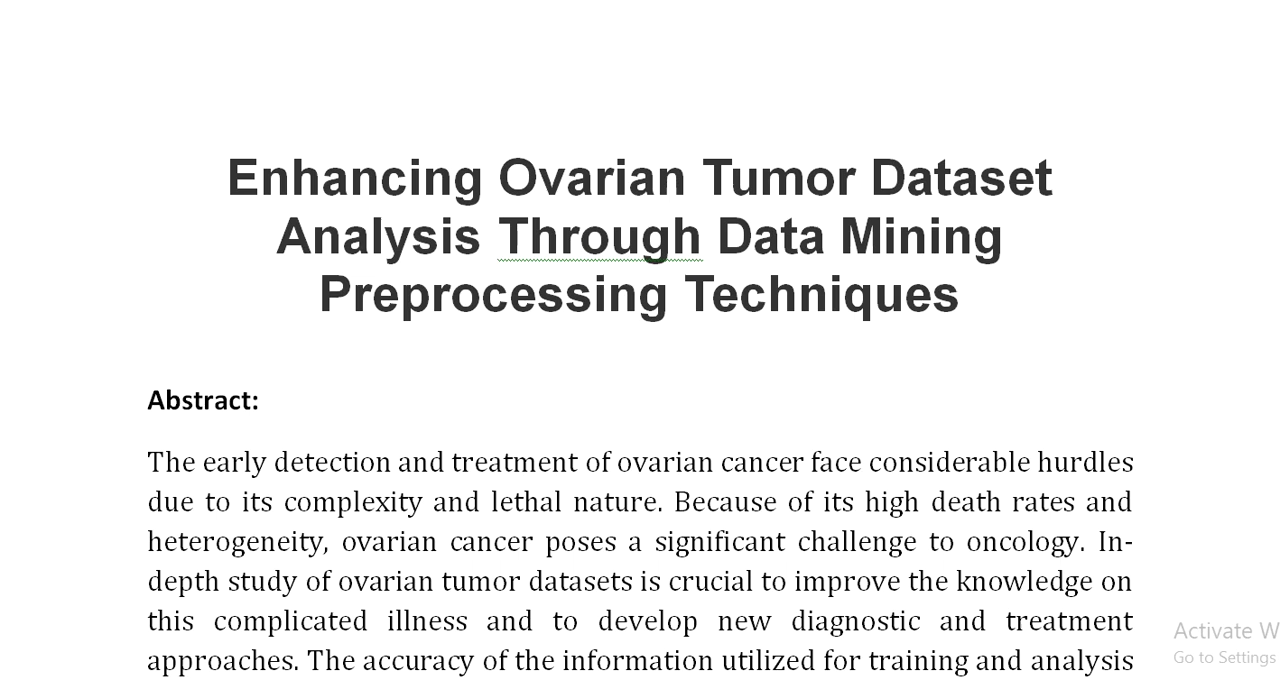 Enhancing Ovarian Tumor Dataset
Analysis Through Data Mining
Preprocessing Techniques
Abstract:
The early detection and treatment of ovarian cancer face considerable hurdles
due to its complexity and lethal nature. Because of its high death rates and
heterogeneity, ovarian cancer poses a significant challenge to oncology. In-
depth study of ovarian tumor datasets is crucial to improve the knowledge on
this complicated illness and to develop new diagnostic and treatment
approaches. The accuracy of the information utilized for training and analysis
Activate W
Go to Settings